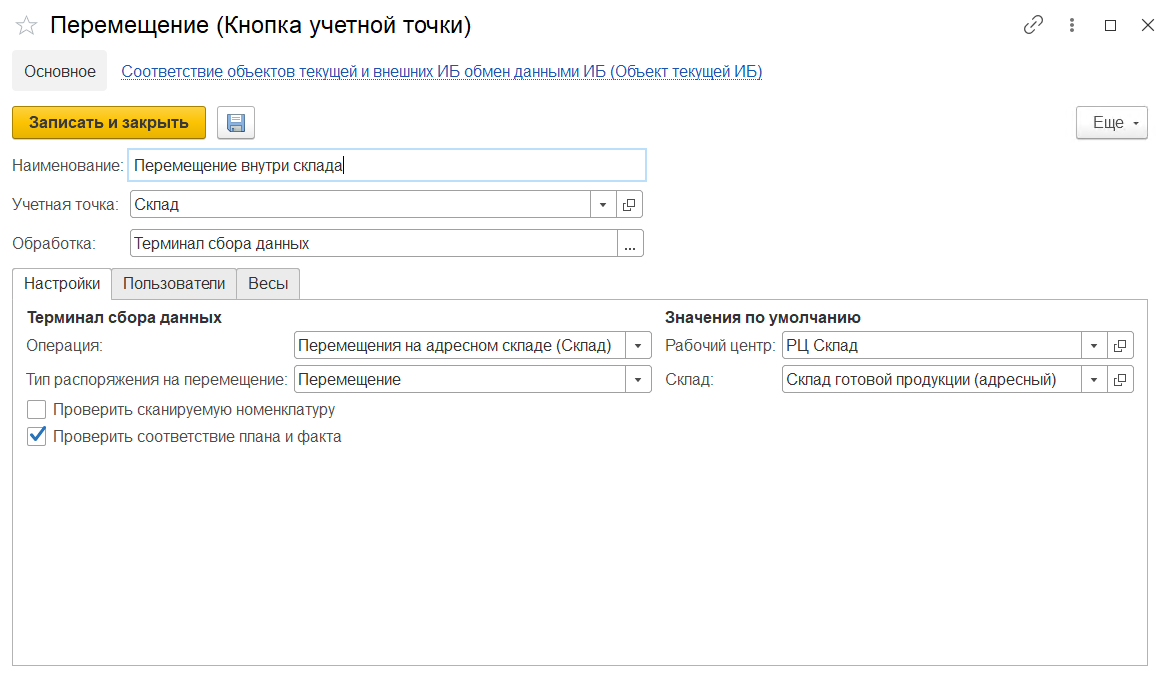 Перемещение (Кнопка учетной точки)
Основное Соответствие объектов текущей и внешних ИБ обмен данными ИБ (Объект текущей ИБ)
Записать и закрыть Еще
Наименование: Перемещение внутри склада
Учетная точка: Склад
Обработка: Терминал сбора данных ...
Настройки Пользователи Весы
Терминал сбора данных Значения по умолчанию
Операция: Перемещения на адресном складе (Склад) Рабочий центр: РЦ Склад
Тип распоряжения на перемещение: Перемещение Склад: Склад готовой продукции (адресный)
Проверить сканируемую номенклатуру
Проверить соответствие плана и факта